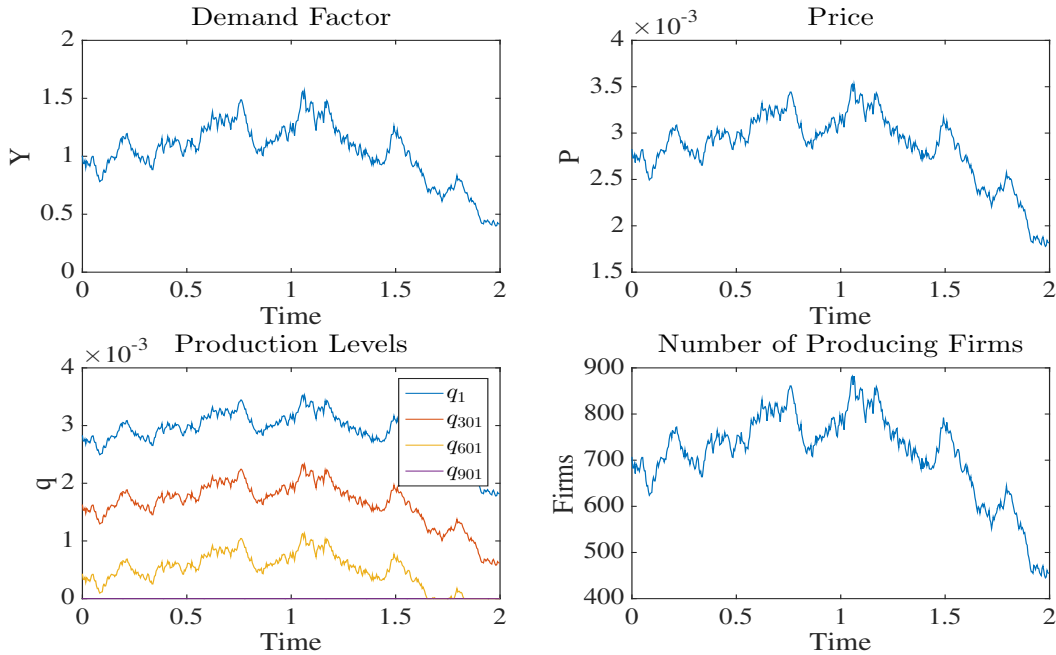 Demand Factor
2
1.5
1
0.5
0
Y
0 0.5 1 1.5 2
Time
Price
×10⁻³
4
3.5
3
2.5
2
1.5
P
0 0.5 1 1.5 2
Time
Production Levels
×10⁻³
4
3
2
1
0
q
q₁
q₃₀₁
q₆₀₁
q₉₀₁
0 0.5 1 1.5 2
Time
Number of Producing Firms
900
800
700
600
500
400
Firms
0 0.5 1 1.5 2
Time